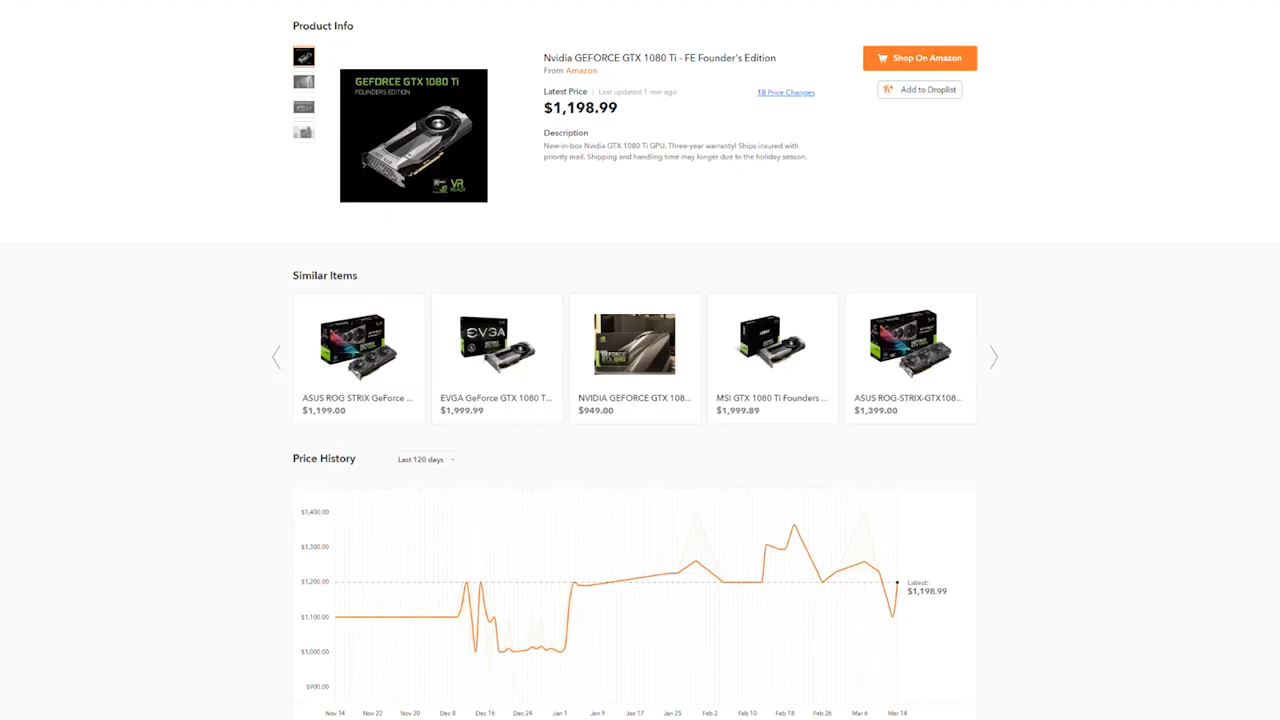 Product Info
GEFORCE GTX 1080 Ti
FOUNDERS EDITION
VR
READY
Nvidia GEFORCE GTX 1080 Ti - FE Founder's Edition
From Amazon
Latest Price | Last updated 1 min ago
18 Price Changes
$1,198.99
Description
New-in-box Nvidia GTX 1080 Ti GPU. Three-year warranty! Ships insured with
priority mail. Shipping and handling time may longer due to the holiday season.
Shop On Amazon
Add to Droplist
Similar Items
EVGA
ASUS ROG STRIX GeForce ...
$1,199.00
EVGA GeForce GTX 1080 T...
$1,999.99
NVIDIA GEFORCE GTX 108...
$949.00
MSI GTX 1080 Ti Founders ...
$1,999.89
ASUS ROG-STRIX-GTX108...
$1,399.00
Price History
Last 120 days
$1,400.00
$1,300.00
$1,200.00
$1,100.00
$1,000.00
$900.00
Latest:
$1,198.99
Nov 14 Nov 22 Nov 30 Dec 8 Dec 16 Dec 24 Jan 1 Jan 9 Jan 17 Jan 25 Feb 2 Feb 10 Feb 18 Feb 26 Mar 6 Mar 14